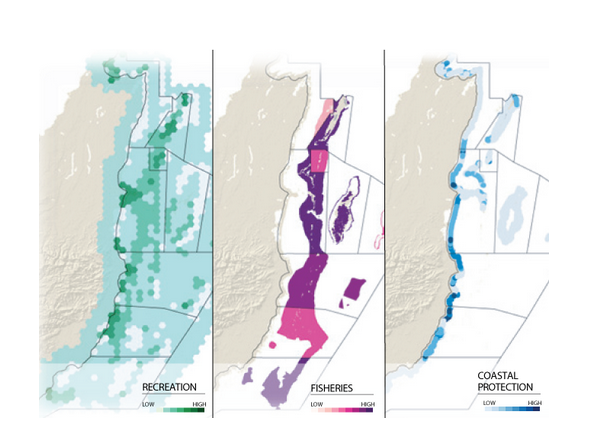 RECREATION
LOW HIGH
FISHERIES
LOW HIGH
COASTAL
PROTECTION
LOW HIGH